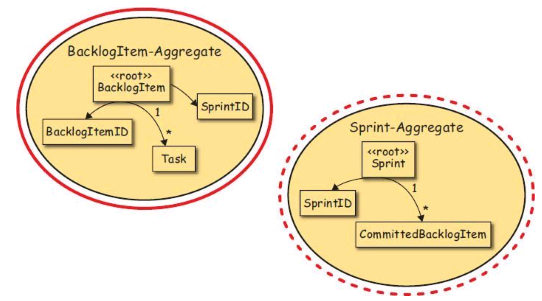 BacklogItem-Aggregate
<<root>>
BacklogItem
SprintID
BacklogItemID
1
*
Task
Sprint-Aggregate
<<root>>
Sprint
SprintID
1
*
CommittedBacklogItem